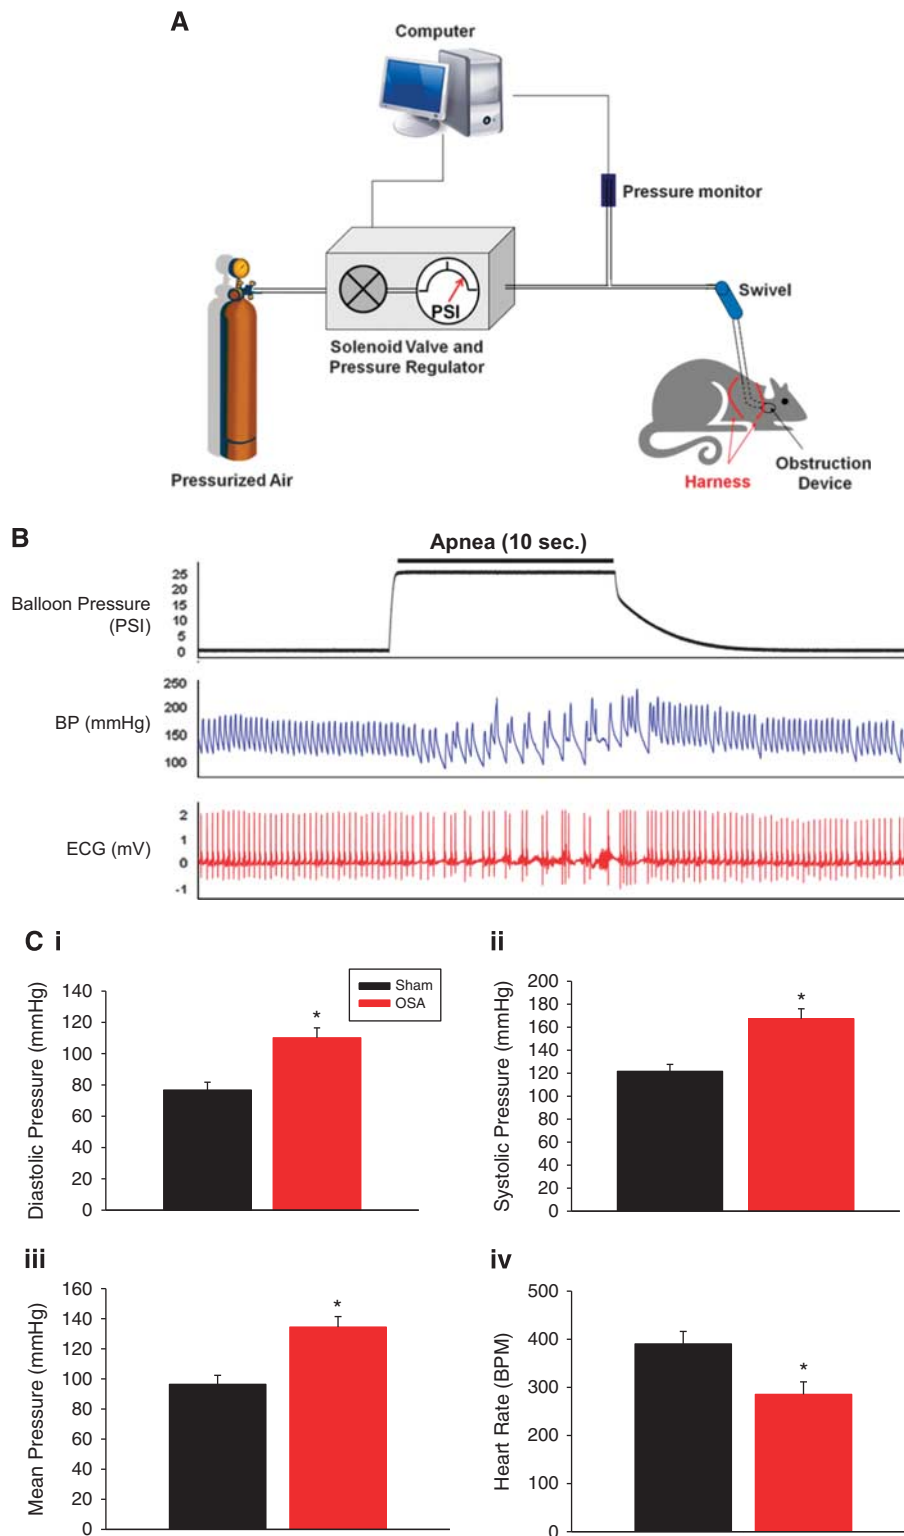 A
Computer
Pressure monitor
Swivel
PSI
Solenoid Valve and
Pressure Regulator
Pressurized Air
Harness
Obstruction
Device
B
Apnea (10 sec.)
Balloon Pressure
(PSI)
25
20
15
10
5
0
BP (mmHg)
250
200
150
100
ECG (mV)
2
1
0
-1
C i
Diastolic Pressure (mmHg)
140
120
100
80
60
40
20
0
*
Sham
OSA
ii
Systolic Pressure (mmHg)
200
180
160
140
120
100
80
60
40
20
0
*
iii
Mean Pressure (mmHg)
160
140
120
100
80
60
40
20
0
*
iv
Heart Rate (BPM)
500
400
300
200
100
0
*